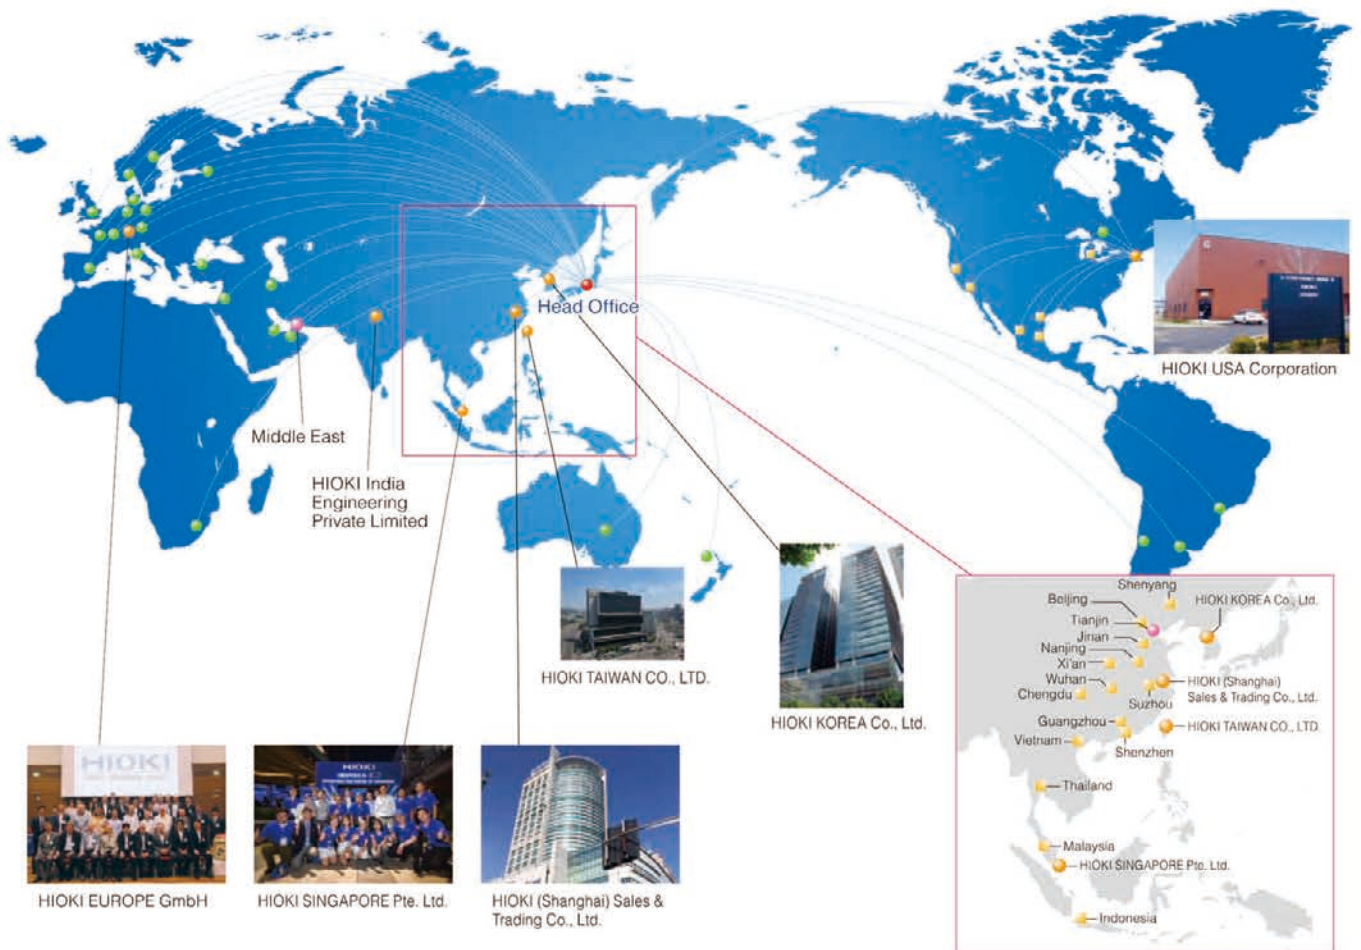 Head Office
HIOKI USA Corporation
Middle East
HIOKI India
Engineering
Private Limited
HIOKI TAIWAN CO., LTD.
HIOKI KOREA Co., Ltd.
HIOKI
HIOKI EUROPE GmbH
HIOKI
HIOKI SINGAPORE Pte. Ltd.
HIOKI (Shanghai) Sales &
Trading Co., Ltd.
Shenyang
Beijing
HIOKI KOREA Co., Ltd.
Tianjin
Jinan
Nanjing
Xi'an
Wuhan
HIOKI (Shanghai)
Sales & Trading Co., Ltd.
Chengdu
Suzhou
Guangzhou
HIOKI TAIWAN CO., LTD
Vietnam
Shenzhen
Thailand
Malaysia
HIOKI SINGAPORE Pte. Ltd.
Indonesia